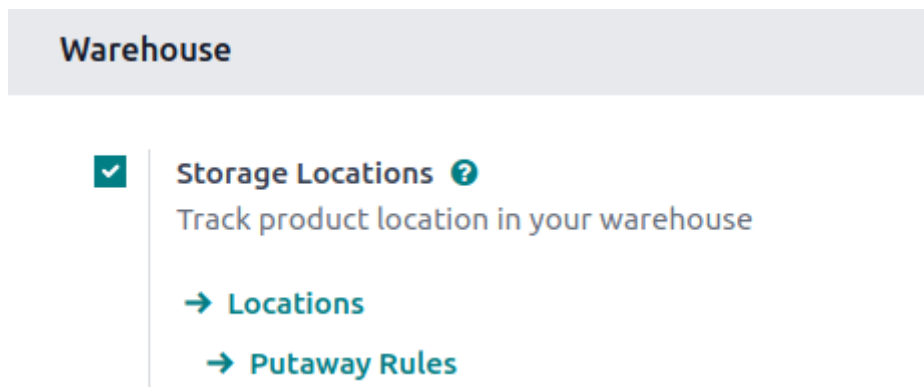 Warehouse
Storage Locations ?
Track product location in your warehouse
→ Locations
→ Putaway Rules